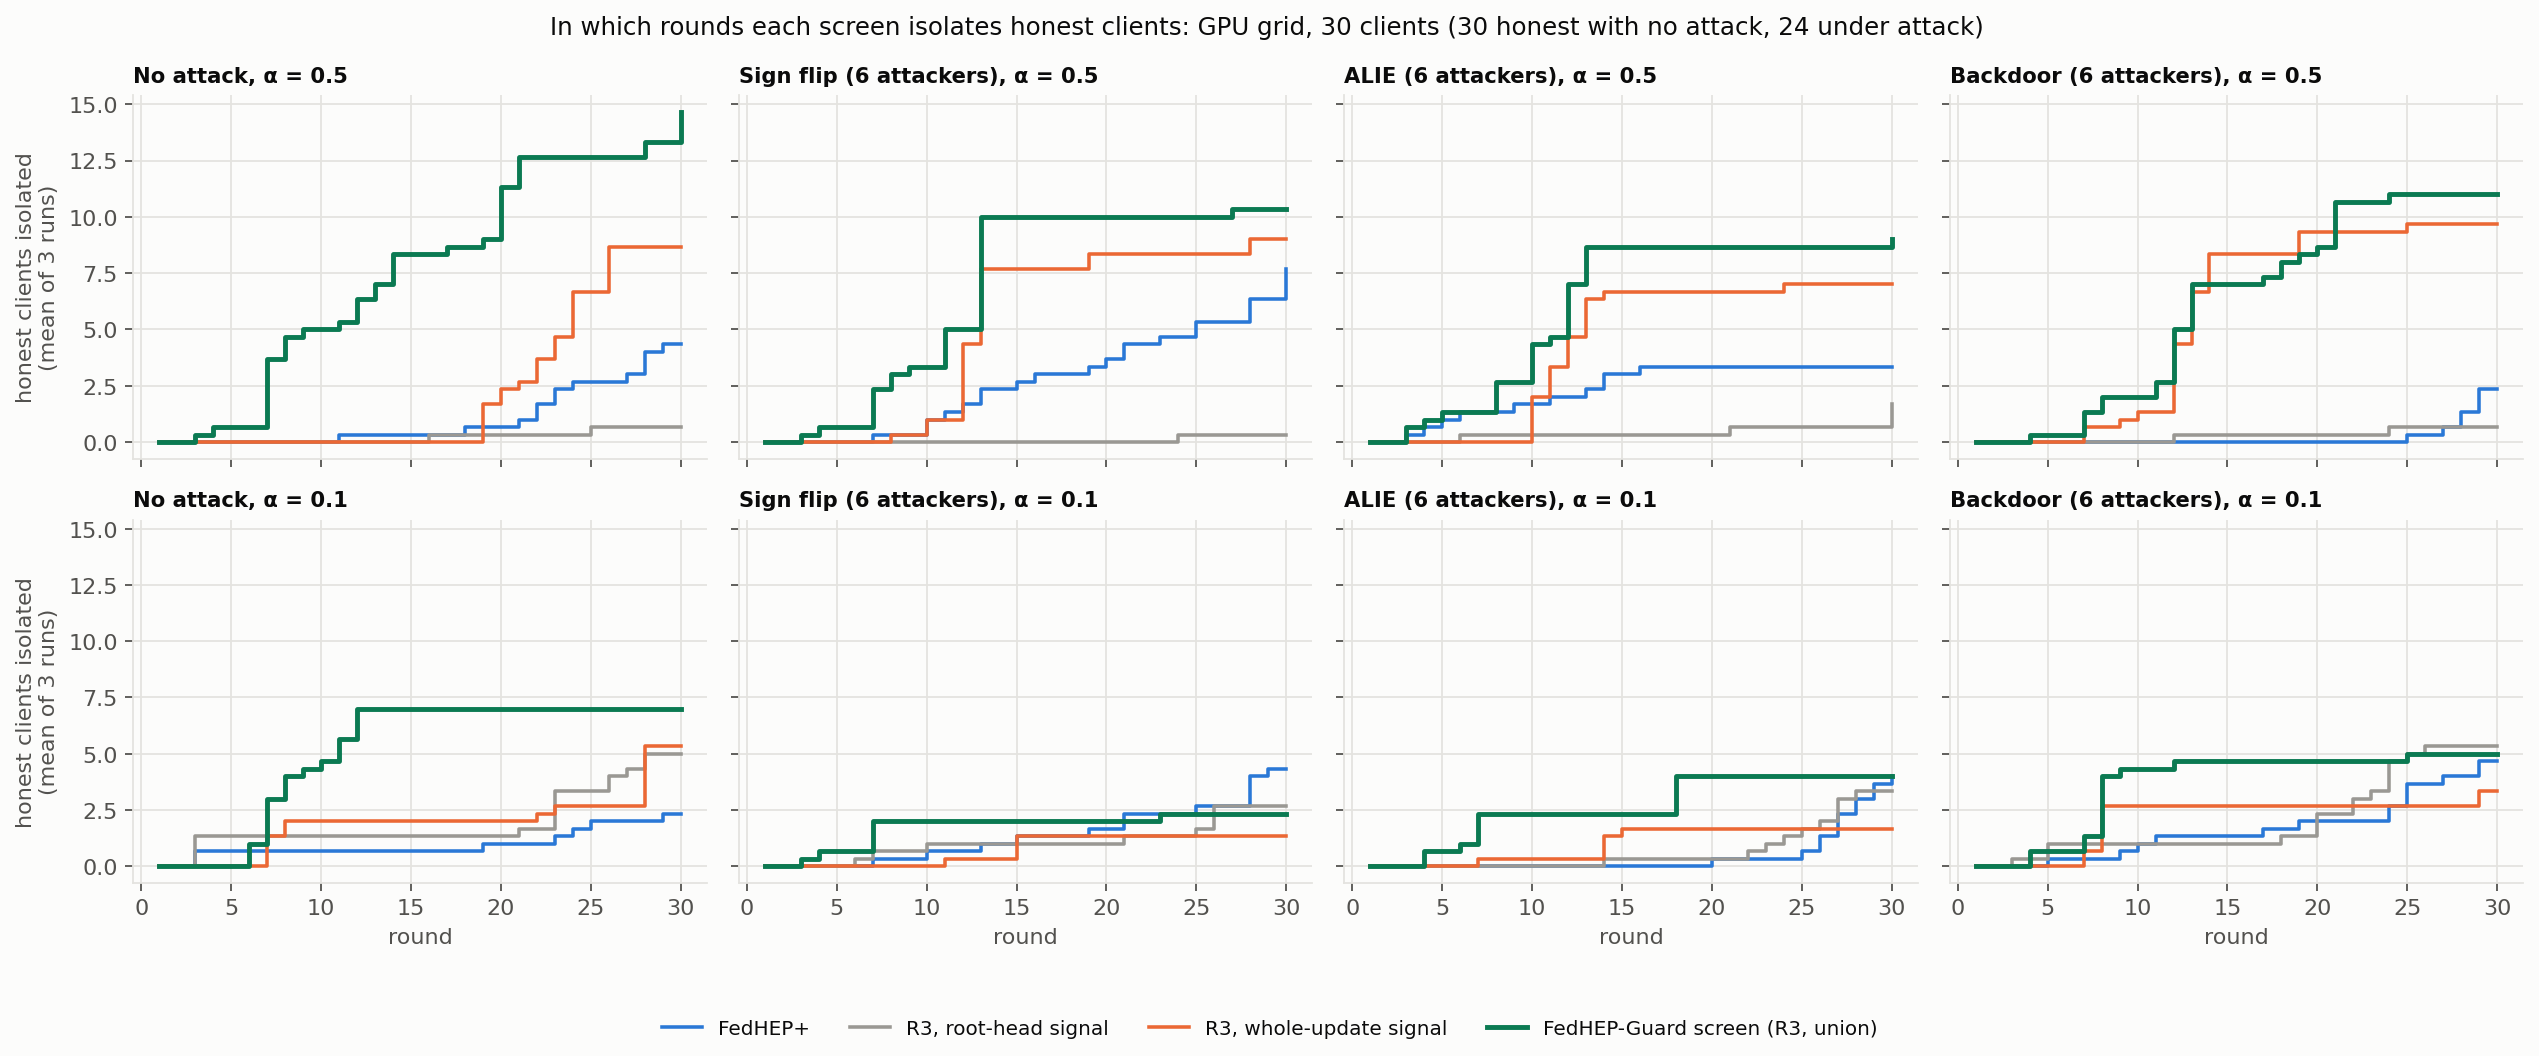 In which rounds each screen isolates honest clients: GPU grid, 30 clients (30 honest with no attack, 24 under attack)
No attack, α = 0.5
Sign flip (6 attackers), α = 0.5
ALIE (6 attackers), α = 0.5
Backdoor (6 attackers), α = 0.5
honest clients isolated
(mean of 3 runs)
15.0
12.5
10.0
7.5
5.0
2.5
0.0
No attack, α = 0.1
Sign flip (6 attackers), α = 0.1
ALIE (6 attackers), α = 0.1
Backdoor (6 attackers), α = 0.1
honest clients isolated
(mean of 3 runs)
15.0
12.5
10.0
7.5
5.0
2.5
0.0
0 5 10 15 20 25 30
0 5 10 15 20 25 30
0 5 10 15 20 25 30
0 5 10 15 20 25 30
round
round
round
round
FedHEP+
R3, root-head signal
R3, whole-update signal
FedHEP-Guard screen (R3, union)